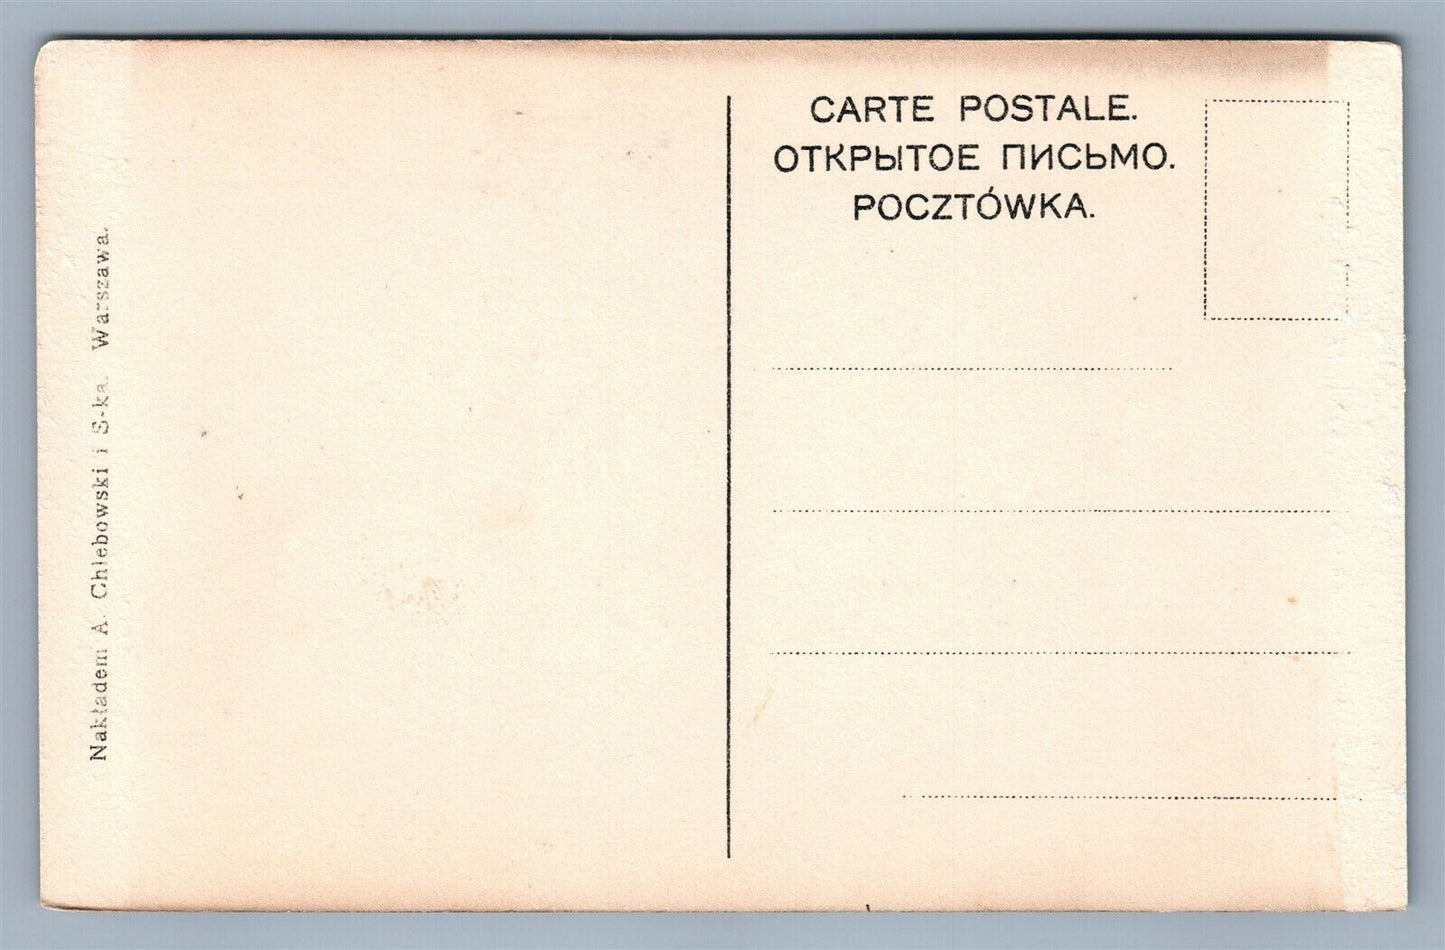 CARTE POSTALE.
ОТКРЫТОЕ ПИСЬМО.
POCZTÓWKA.
Nakładem A. Chlebowski i S-ka. Warszawa.